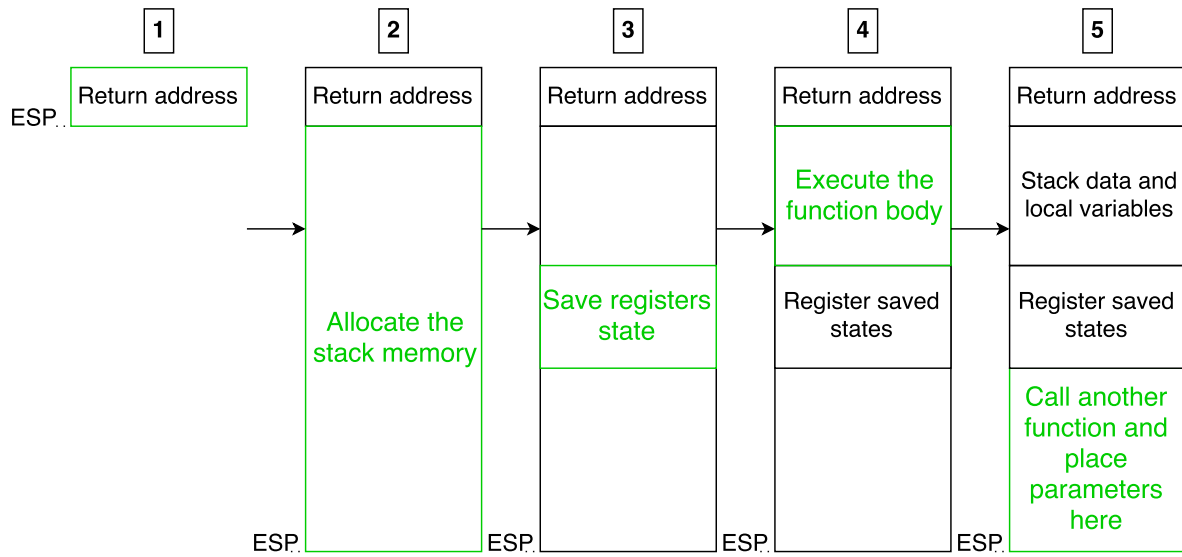 1
2
3
4
5
Return address
Return address
Return address
Return address
Return address
ESP
Allocate the
stack memory
Save registers
state
Execute the
function body
Register saved
states
Stack data and
local variables
Register saved
states
Call another
function and
place
parameters
here
ESP
ESP
ESP
ESP